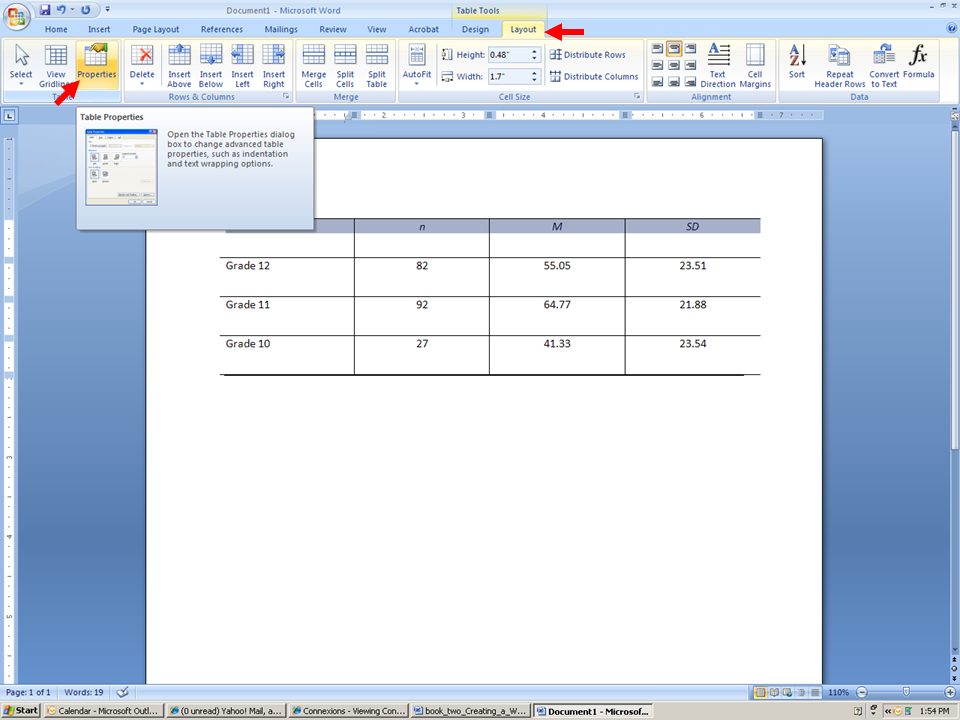 Document1 - Microsoft Word
Table Tools
Home Insert Page Layout References Mailings Review View Acrobat Design Layout
Select View Gridlines Properties Delete Insert Above Insert Below Insert Left Insert Right Merge Cells Split Cells Split Table AutoFit Height: 0.48" Distribute Rows
Width: 1.7" Distribute Columns
Text Direction Cell Margins Sort Repeat Header Rows Convert to Text Formula
Rows & Columns Merge Cell Size Alignment Data
Table Properties
Open the Table Properties dialog
box to change advanced table
properties, such as indentation
and text wrapping options.
n M SD
Grade 12 82 55.05 23.51
Grade 11 92 64.77 21.88
Grade 10 27 41.33 23.54
Page: 1 of 1 Words: 19 110%
Start Calendar - Microsoft Outl... (0 unread) Yahoo! Mail, a... Connexions - Viewing Con... book_two_Creating_a_W... Document1 - Microsof... 1:54 PM